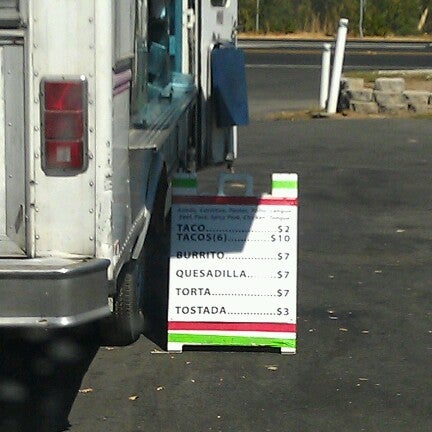 TACO..................$2
TACOS(6)............$10
BURRITO..............$7
QUESADILLA........$7
TORTA.................$7
TOSTADA.............$3